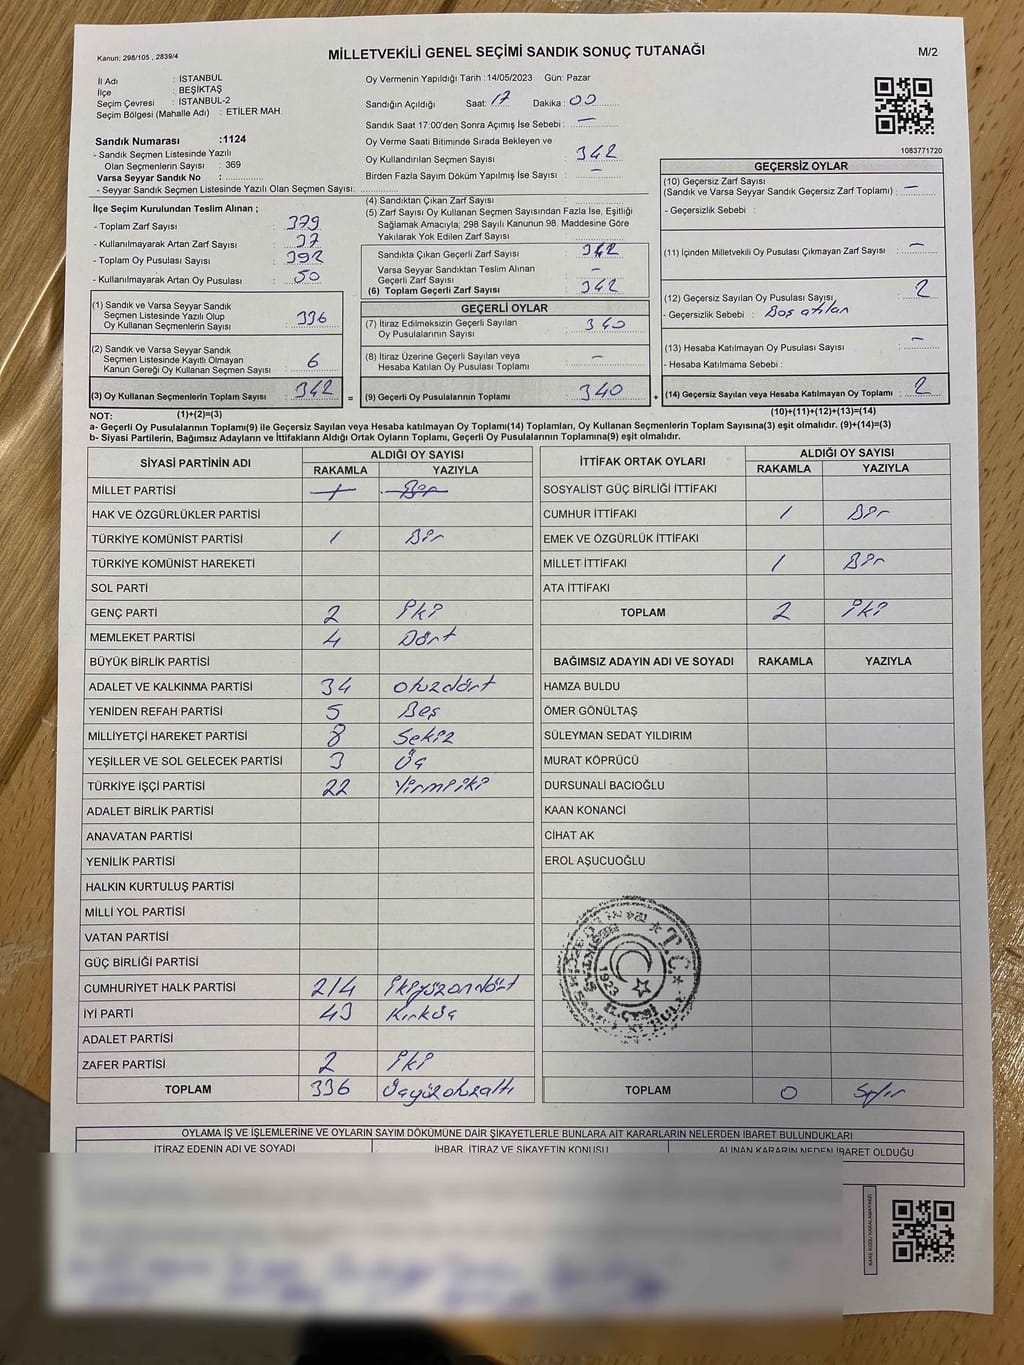 Kanun: 298/105 , 2839/4
MİLLETVEKİLİ GENEL SEÇİMİ SANDIK SONUÇ TUTANAĞI
M/2
İl Adı : İSTANBUL
İlçe : BEŞİKTAŞ
Seçim Çevresi : İSTANBUL-2
Seçim Bölgesi (Mahalle Adı) : ETİLER MAH.
Sandık Numarası :1124
- Sandık Seçmen Listesinde Yazılı
Olan Seçmenlerin Sayısı : 369
Varsa Seyyar Sandık No :
- Seyyar Sandık Seçmen Listesinde Yazılı Olan Seçmen Sayısı:
Oy Vermenin Yapıldığı Tarih :14/05/2023 Gün: Pazar
Sandığın Açıldığı Saat: 17 Dakika : 00
Sandık Saat 17:00'den Sonra Açımış İse Sebebi : —
Oy Verme Saati Bitiminde Sırada Bekleyen ve
Oy Kullandırılan Seçmen Sayısı : 342
Birden Fazla Sayım Döküm Yapılmış İse Sayısı : —
1083771720
İlçe Seçim Kurulundan Teslim Alınan ;
- Toplam Zarf Sayısı : 379
- Kullanılmayarak Artan Zarf Sayısı : 37
- Toplam Oy Pusulası Sayısı : 392
- Kullanılmayarak Artan Oy Pusulası : 50
(1) Sandık ve Varsa Seyyar Sandık
Seçmen Listesinde Yazılı Olup
Oy Kullanan Seçmenlerin Sayısı : 336
(2) Sandık ve Varsa Seyyar Sandık
Seçmen Listesinde Kayıtlı Olmayan
Kanun Gereği Oy Kullanan Seçmen Sayısı : 6
(3) Oy Kullanan Seçmenlerin Toplam Sayısı : 342
=
(4) Sandıktan Çıkan Zarf Sayısı :
(5) Zarf Sayısı Oy Kullanan Seçmen Sayısından Fazla İse, Eşitliği
Sağlamak Amacıyla; 298 Sayılı Kanunun 98. Maddesine Göre
Yakılarak Yok Edilen Zarf Sayısı :
Sandıkta Çıkan Geçerli Zarf Sayısı : 342
Varsa Seyyar Sandıktan Teslim Alınan
Geçerli Zarf Sayısı : —
(6) Toplam Geçerli Zarf Sayısı : 342
GEÇERLİ OYLAR
(7) İtiraz Edilmeksizin Geçerli Sayılan
Oy Pusulalarının Sayısı : 340
(8) İtiraz Üzerine Geçerli Sayılan veya
Hesaba Katılan Oy Pusulası Toplamı : —
(9) Geçerli Oy Pusulalarının Toplamı : 340
+
GEÇERSİZ OYLAR
(10) Geçersiz Zarf Sayısı
(Sandık ve Varsa Seyyar Sandık Geçersiz Zarf Toplamı) : —
- Geçersizlik Sebebi :
(11) İçinden Milletvekili Oy Pusulası Çıkmayan Zarf Sayısı : —
(12) Geçersiz Sayılan Oy Pusulası Sayısı : 2
- Geçersizlik Sebebi : Boş atılan
(13) Hesaba Katılmayan Oy Pusulası Sayısı : —
- Hesaba Katılmama Sebebi :
(14) Geçersiz Sayılan veya Hesaba Katılmayan Oy Toplamı : 2
NOT: (1)+(2)=(3)
(10)+(11)+(12)+(13)=(14)
a- Geçerli Oy Pusulalarının Toplamı(9) ile Geçersiz Sayılan veya Hesaba katılmayan Oy Toplamı(14) Toplamları, Oy Kullanan Seçmenlerin Toplam Sayısına(3) eşit olmalıdır. (9)+(14)=(3)
b- Siyasi Partilerin, Bağımsız Adayların ve İttifakların Aldığı Ortak Oyların Toplamı, Geçerli Oy Pusulalarının Toplamına(9) eşit olmalıdır.
SİYASİ PARTİNİN ADI
ALDIĞI OY SAYISI
RAKAMLA YAZIYLA
MİLLET PARTİSİ 1 Bir
HAK VE ÖZGÜRLÜKLER PARTİSİ
TÜRKİYE KOMÜNİST PARTİSİ 1 Bir
TÜRKİYE KOMÜNİST HAREKETİ
SOL PARTİ
GENÇ PARTİ 2 İki
MEMLEKET PARTİSİ 4 Dört
BÜYÜK BİRLİK PARTİSİ
ADALET VE KALKINMA PARTİSİ 34 otuzdört
YENİDEN REFAH PARTİSİ 5 Beş
MİLLİYETÇİ HAREKET PARTİSİ 8 Sekiz
YEŞİLLER VE SOL GELECEK PARTİSİ 3 Üç
TÜRKİYE İŞÇİ PARTİSİ 22 Yirmiiki
ADALET BİRLİK PARTİSİ
ANAVATAN PARTİSİ
YENİLİK PARTİSİ
HALKIN KURTULUŞ PARTİSİ
MİLLİ YOL PARTİSİ
VATAN PARTİSİ
GÜÇ BİRLİĞİ PARTİSİ
CUMHURİYET HALK PARTİSİ 214 İkiyüzondört
İYİ PARTİ 43 Kırküç
ADALET PARTİSİ
ZAFER PARTİSİ 2 İki
TOPLAM 336 Üçyüzotuzaltı
İTTİFAK ORTAK OYLARI
ALDIĞI OY SAYISI
RAKAMLA YAZIYLA
SOSYALİST GÜÇ BİRLİĞİ İTTİFAKI
CUMHUR İTTİFAKI 1 Bir
EMEK VE ÖZGÜRLÜK İTTİFAKI
MİLLET İTTİFAKI 1 Bir
ATA İTTİFAKI
TOPLAM 2 İki
BAĞIMSIZ ADAYIN ADI VE SOYADI RAKAMLA YAZIYLA
HAMZA BULDU
ÖMER GÖNÜLTAŞ
SÜLEYMAN SEDAT YILDIRIM
MURAT KÖPRÜCÜ
DURSUNALİ BACIOĞLU
KAAN KONANCİ
CİHAT AK
EROL AŞUCUOĞLU
T.C.
1923
TOPLAM 0 Sıfır
OYLAMA İŞ VE İŞLEMLERİNE VE OYLARIN SAYIM DÖKÜMÜNE DAİR ŞİKAYETLERLE BUNLARA AİT KARARLARIN NELERDEN İBARET BULUNDUKLARI
İTİRAZ EDENİN ADI VE SOYADI
İHBAR, İTİRAZ VE ŞİKAYETİN KONUSU
ALINAN KARARIN NEDEN İBARET OLDUĞU